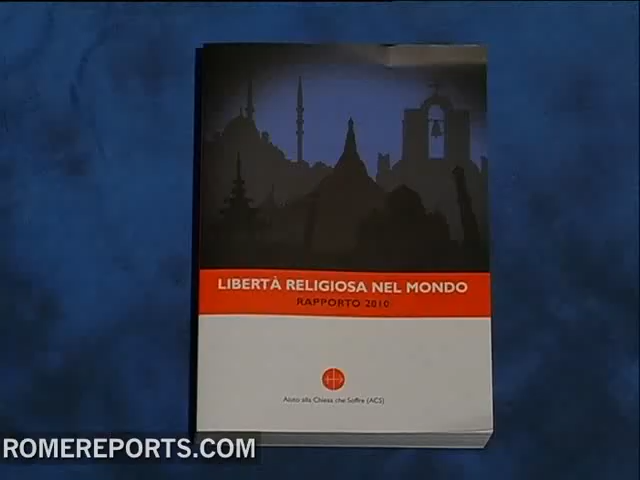 LIBERTÀ RELIGIOSA NEL MONDO
RAPPORTO 2010
Aiuto alla Chiesa che Soffre (ACS)
ROMEREPORTS.COM